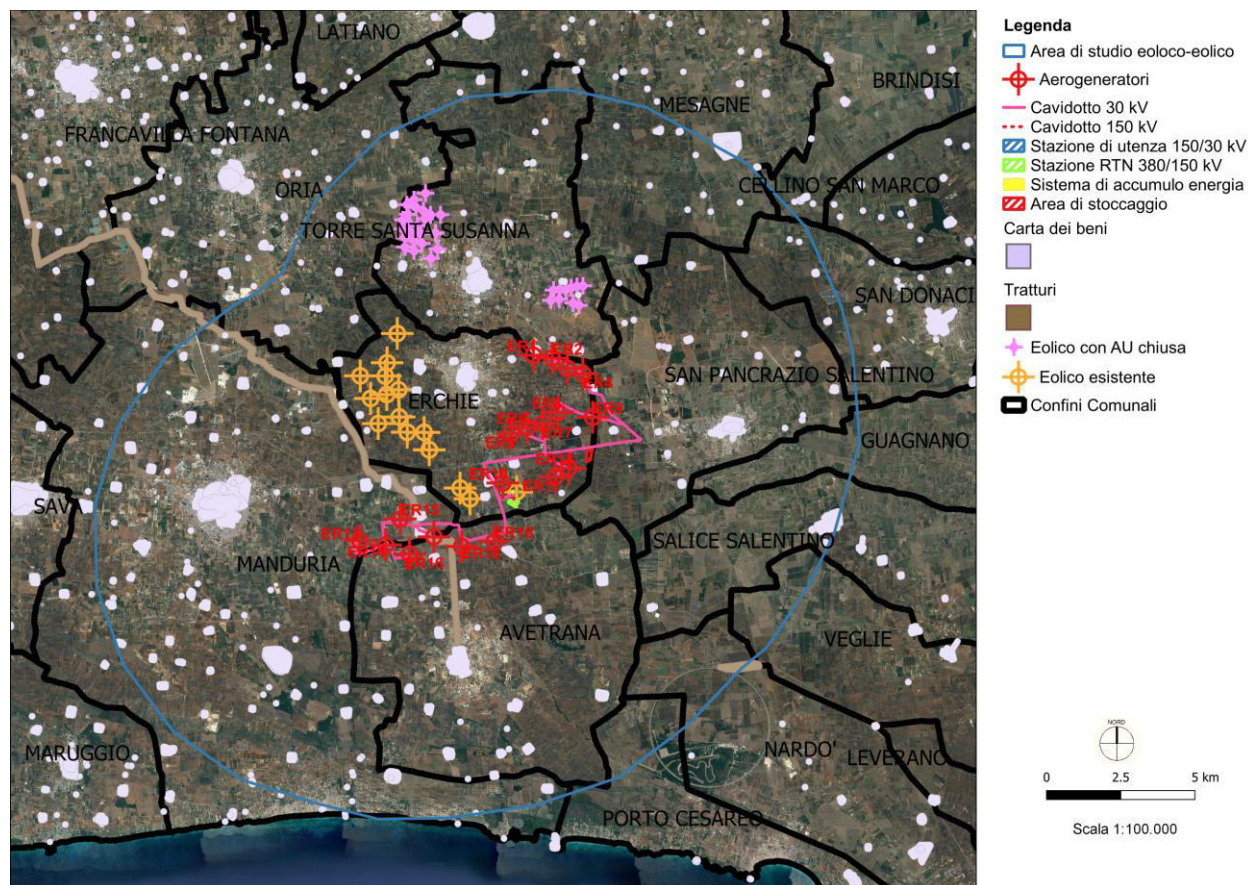 LATIANO
BRINDISI
MESAGNE
FRANCAVILLA FONTANA
CELLINO SAN MARCO
ORIA
TORRE SANTA SUSANNA
SAN DONACI
ER2
ER4
SAN PANCRAZIO SALENTINO
ERCHIE
ER9
ER7
GUAGNANO
SAVA
SALICE SALENTINO
MANDURIA
ER16
AVETRANA
VEGLIE
MARUGGIO
NARDO'
LEVERANO
PORTO CESAREO
Legenda
Area di studio eoloco-eolico
Aerogeneratori
Cavidotto 30 kV
Cavidotto 150 kV
Stazione di utenza 150/30 kV
Stazione RTN 380/150 kV
Sistema di accumulo energia
Area di stoccaggio
Carta dei beni
Tratturi
Eolico con AU chiusa
Eolico esistente
Confini Comunali
NORD
0 2.5 5 km
Scala 1:100.000